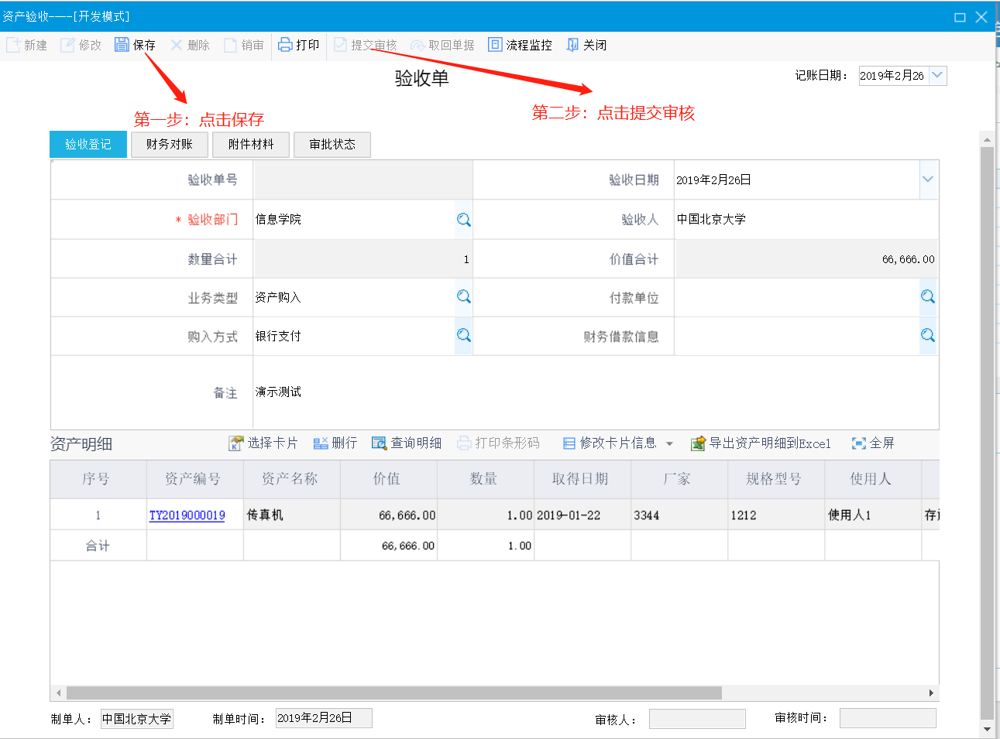 资产验收----[开发模式]
新建 修改 保存 删除 销审 打印 提交审核 取回单据 流程监控 关闭
验收单 记账日期： 2019年2月26
第一步：点击保存 第二步：点击提交审核
验收登记 财务对账 附件材料 审批状态
验收单号 验收日期 2019年2月26日
* 验收部门 信息学院 验收人 中国北京大学
数量合计 1 价值合计 66,666.00
业务类型 资产购入 付款单位
购入方式 银行支付 财务借款信息
备注 演示测试
资产明细 选择卡片 删行 查询明细 打印条形码 修改卡片信息 导出资产明细到Excel 全屏
序号 资产编号 资产名称 价值 数量 取得日期 厂家 规格型号 使用人
1 TY2019000019 传真机 66,666.00 1.00 2019-01-22 3344 1212 使用人1 存
合计 66,666.00 1.00
制单人： 中国北京大学 制单时间： 2019年2月26日 审核人： 审核时间：